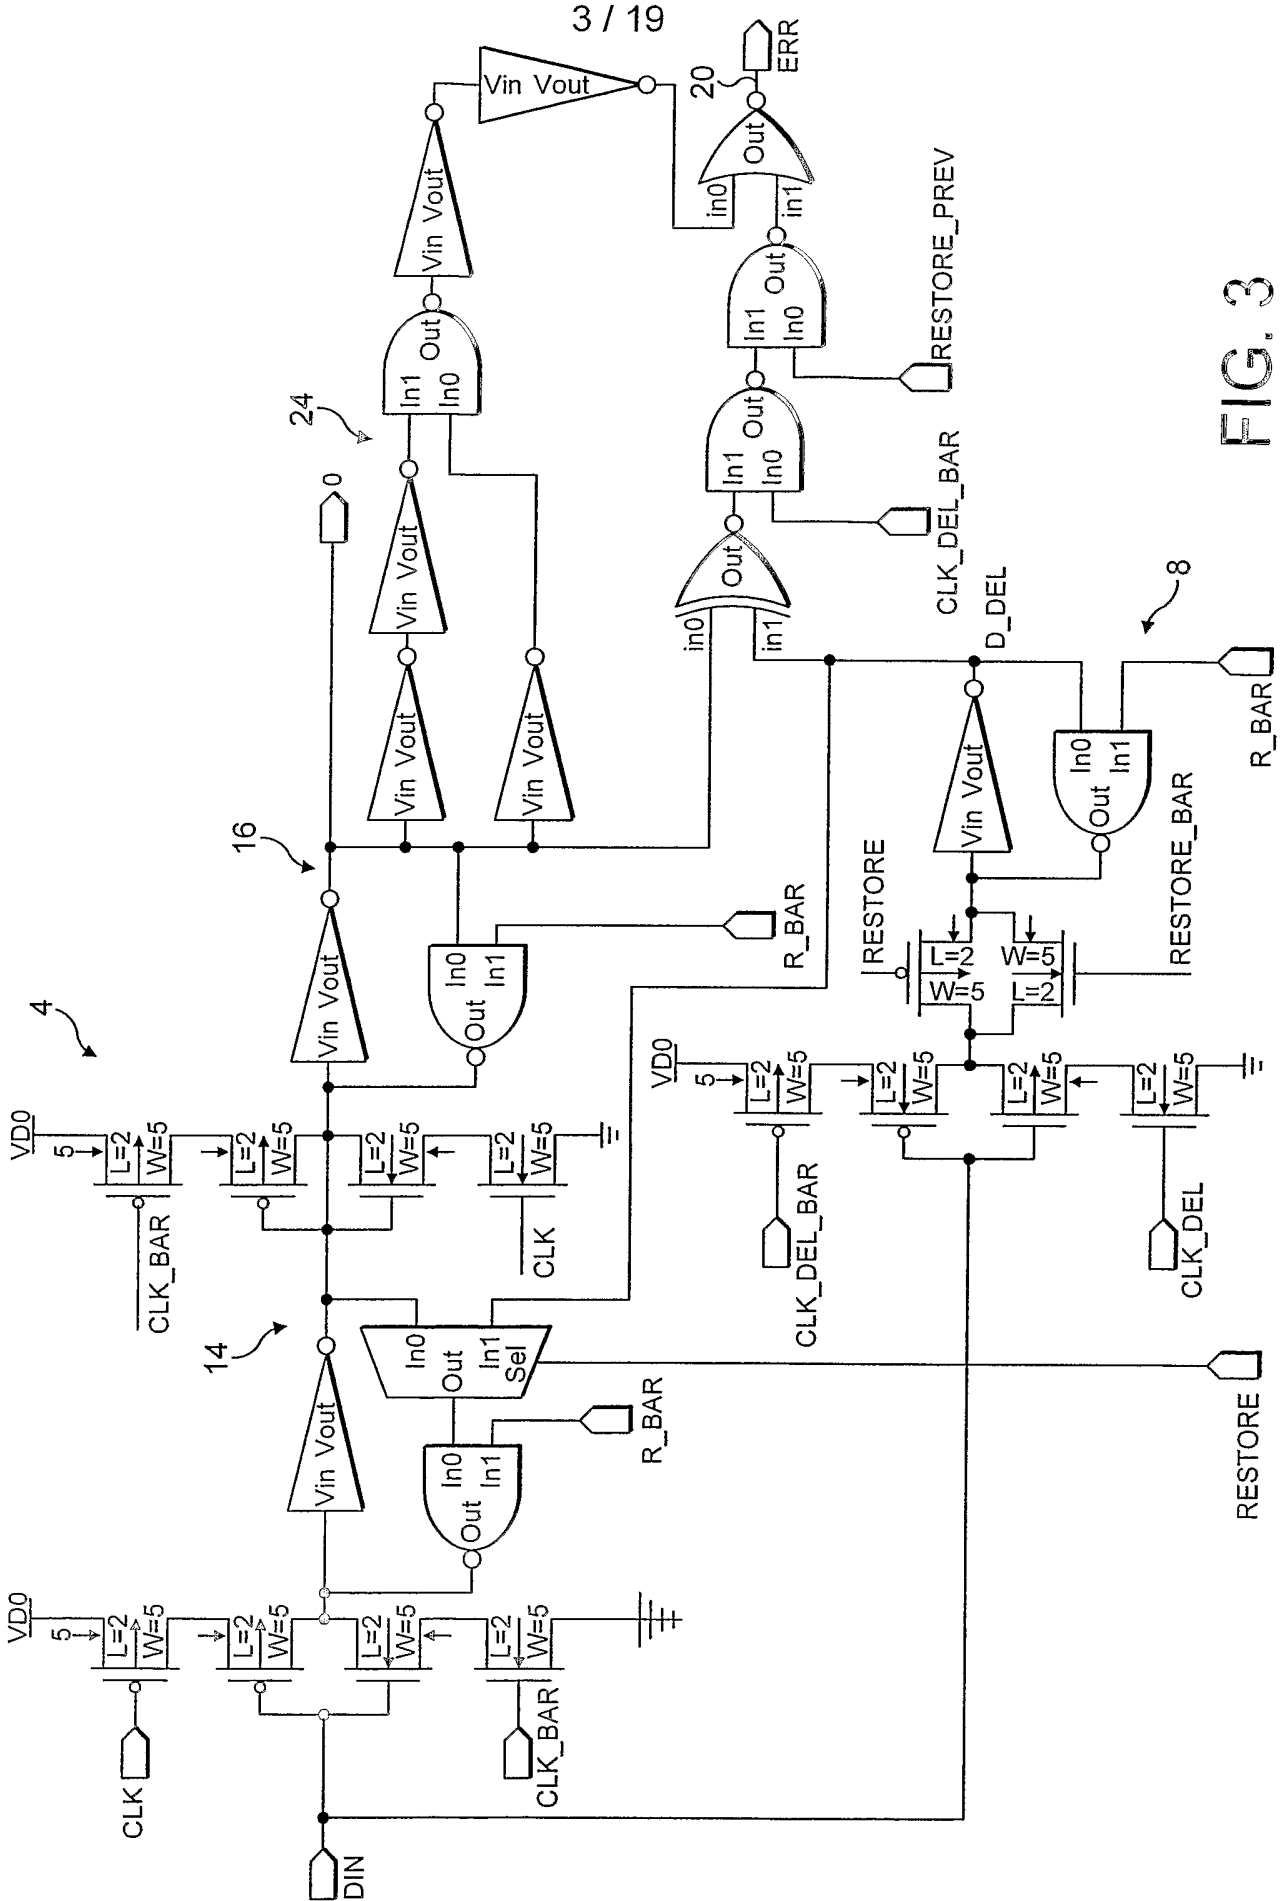 3 / 19
FIG. 3
4
VD0
5
L=2
W=5
L=2
W=5
L=2
W=5
L=2
W=5
CLK
CLK_BAR
DIN
Vin Vout
14
In0
In1
Out
Sel
In0
In1
Out
R_BAR
RESTORE
VD0
5
L=2
W=5
L=2
W=5
L=2
W=5
L=2
W=5
CLK_BAR
CLK
Vin Vout
16
In0
In1
Out
R_BAR
0
Vin Vout
Vin Vout
Vin Vout
24
In1
In0
Out
Vin Vout
Vin Vout
in0
in1
Out
In1
In0
Out
CLK_DEL_BAR
In1
In0
Out
RESTORE_PREV
in0
in1
Out
20
ERR
VD0
5
L=2
W=5
L=2
W=5
L=2
W=5
L=2
W=5
CLK_DEL_BAR
CLK_DEL
RESTORE
L=2
W=5
W=5
L=2
RESTORE_BAR
Vin Vout
D_DEL
In0
In1
Out
R_BAR
8